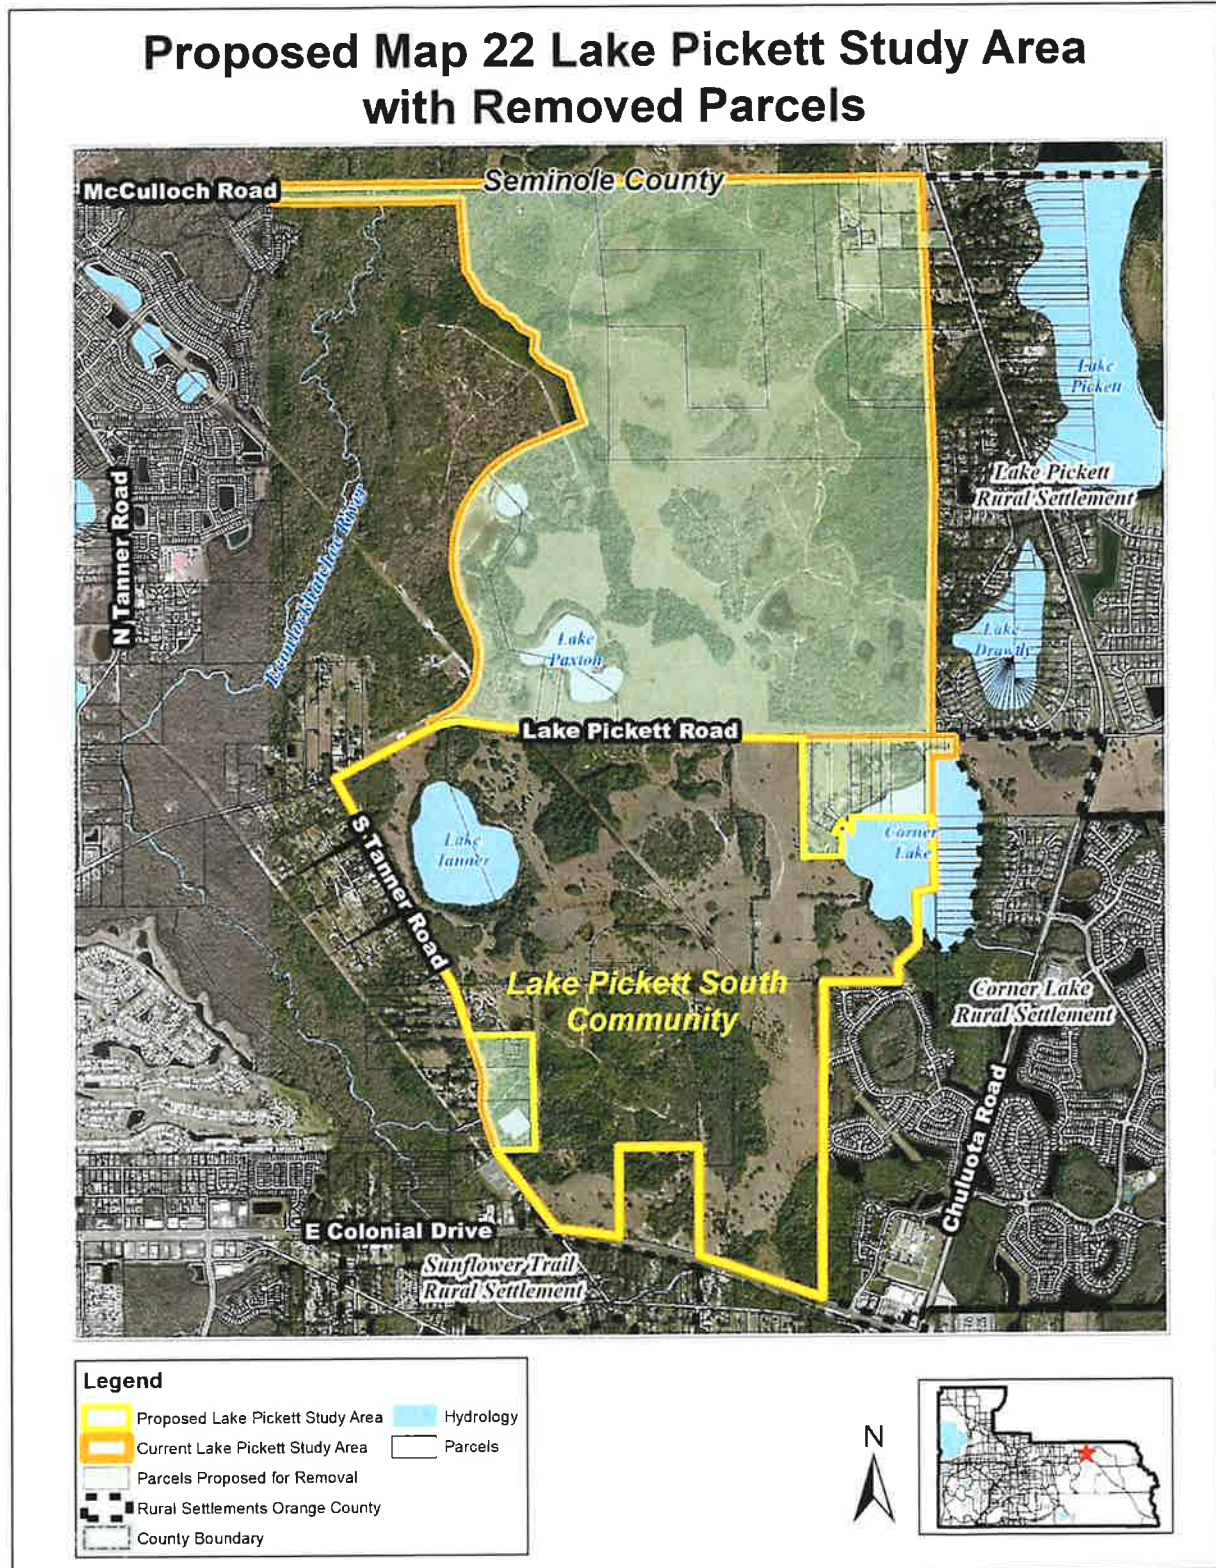 Proposed Map 22 Lake Pickett Study Area
with Removed Parcels
McCulloch Road
Seminole County
Lake
Pickett
Lake Pickett
Rural Settlement
N Tanner Road
Econlockhatchee River
Lake
Drawdy
Lake
Paxton
Lake Pickett Road
S Tanner Road
Lake
Tanner
Corner
Lake
Lake Pickett South
Community
Corner Lake
Rural Settlement
Chuluota Road
E Colonial Drive
Sunflower Trail
Rural Settlement
Legend
Proposed Lake Pickett Study Area
Hydrology
Current Lake Pickett Study Area
Parcels
Parcels Proposed for Removal
Rural Settlements Orange County
County Boundary
N